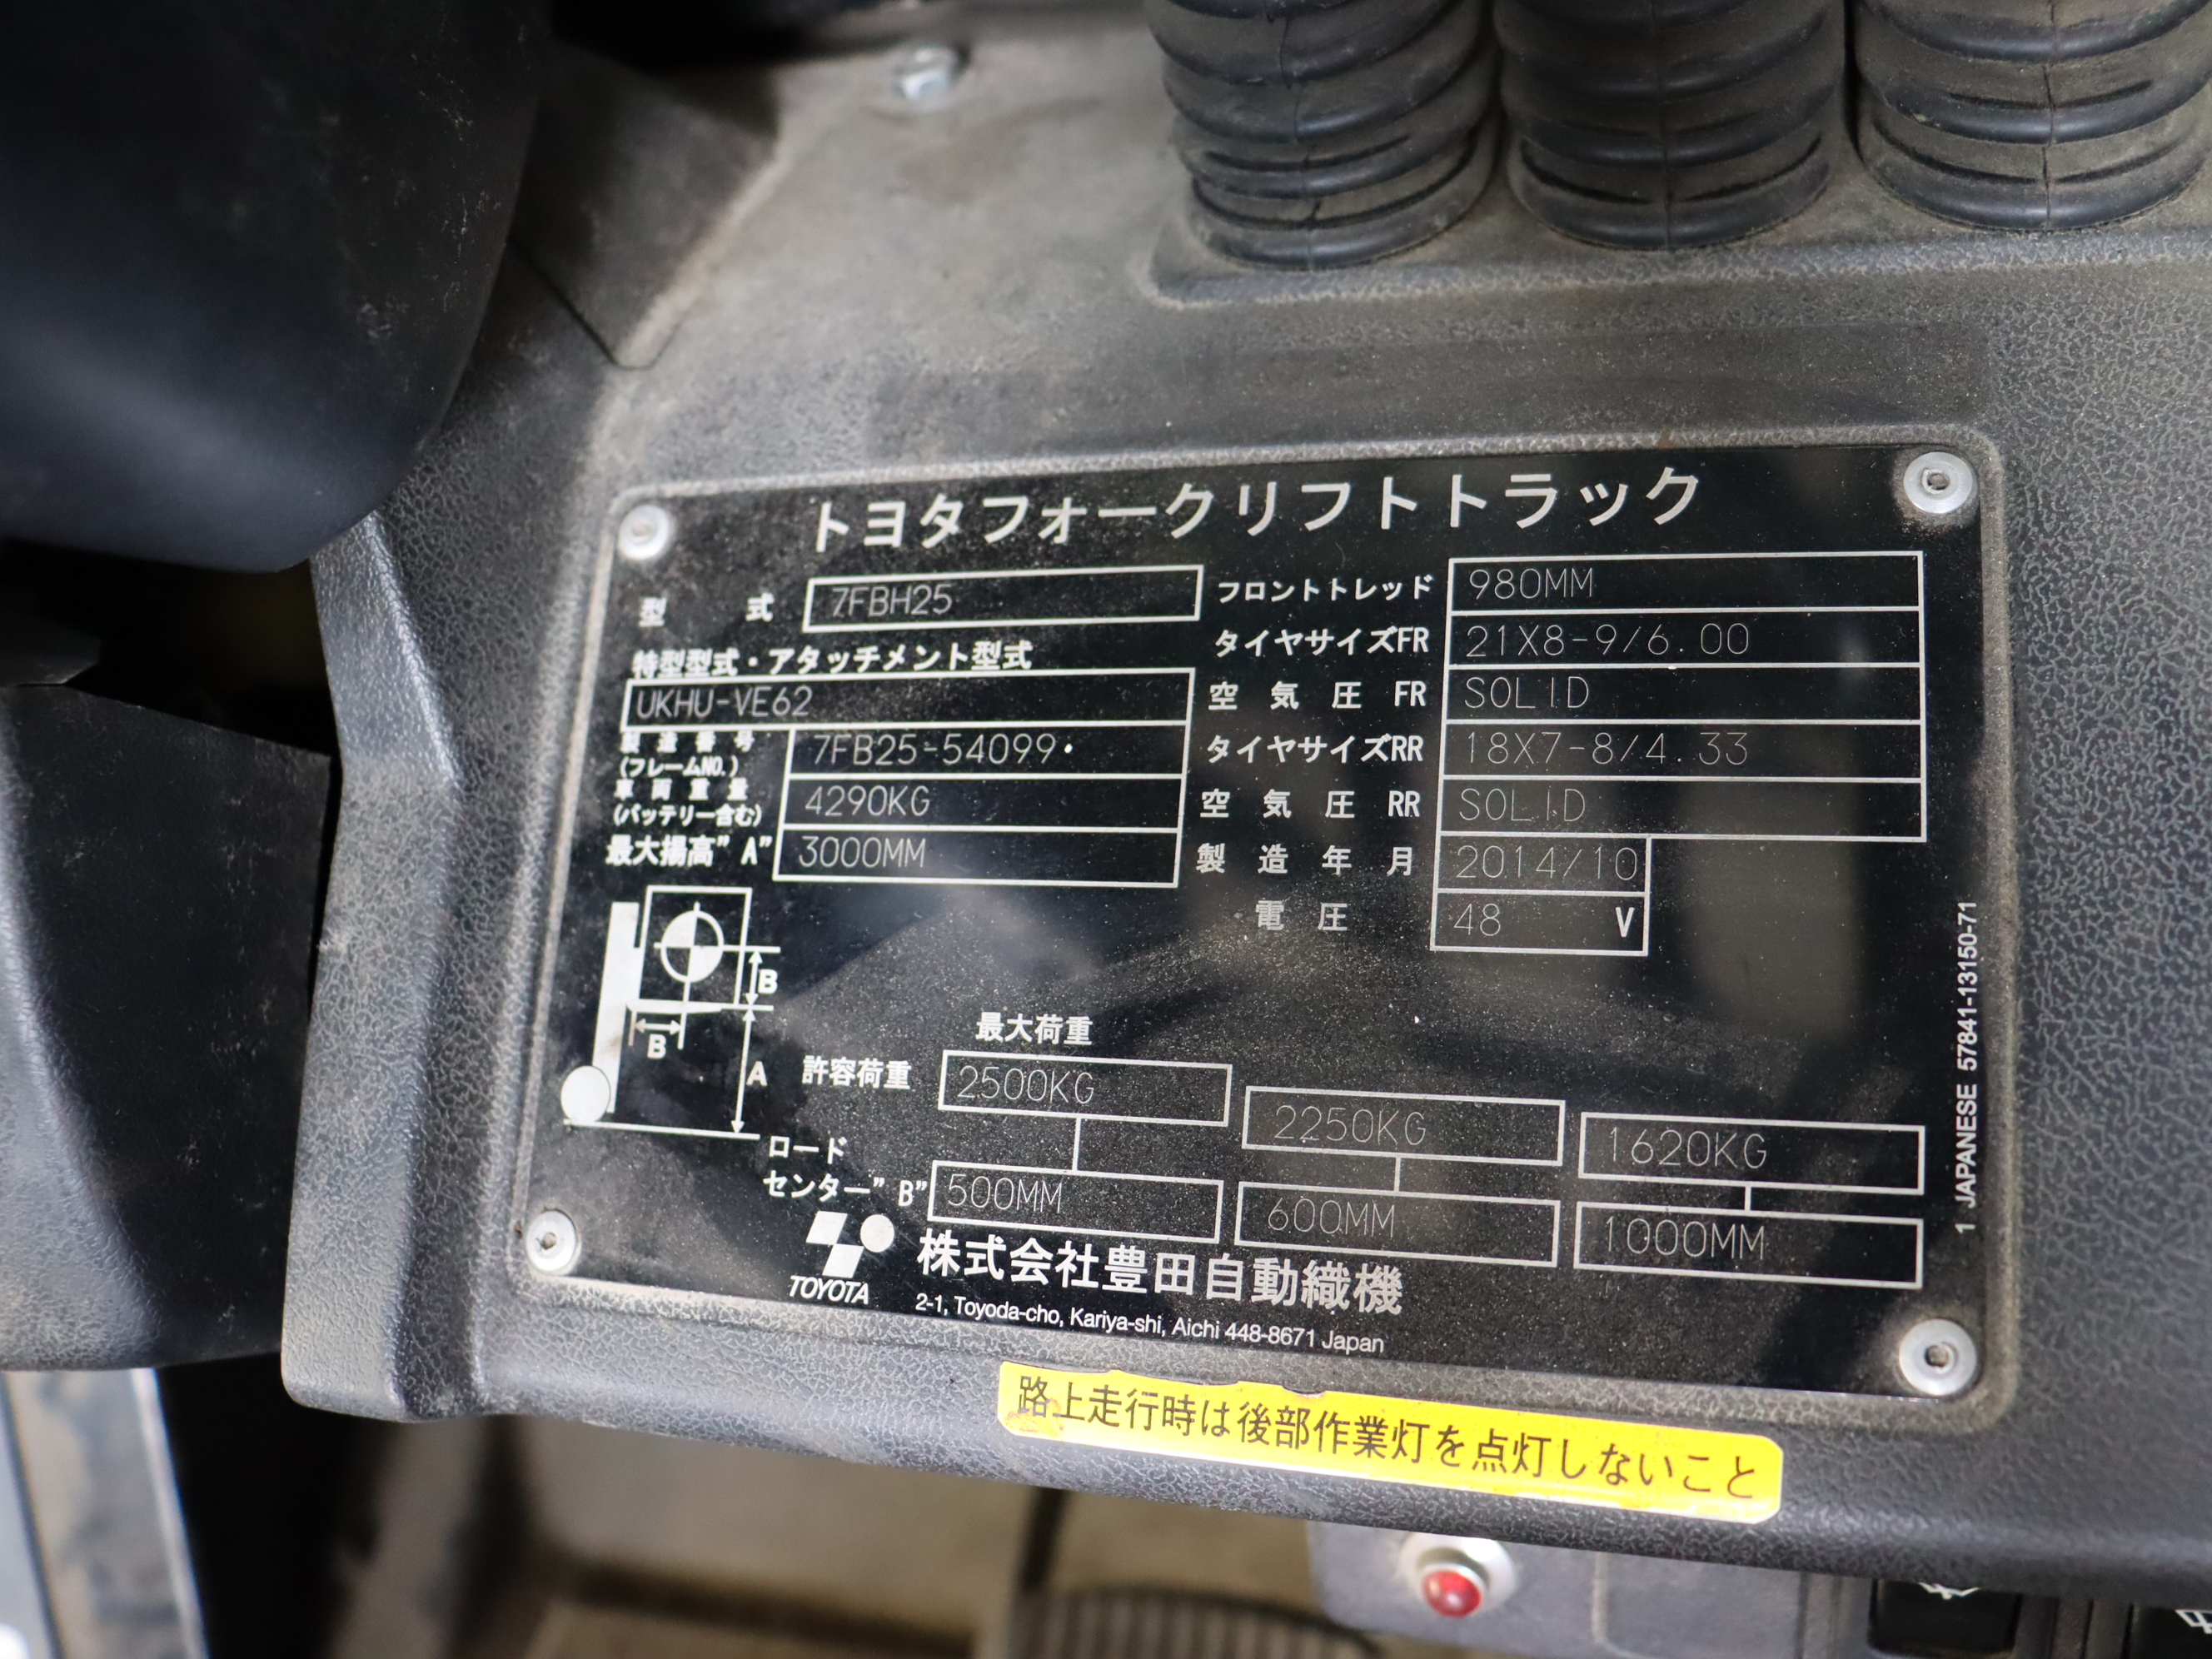 トヨタフォークリフトトラック
型式 7FBH25
特型型式・アタッチメント型式
UKHU-VE62
製造番号
(フレームNO.)
7FB25-54099・
車両重量
(バッテリー含む)
4290KG
最大揚高"A" 3000MM
フロントトレッド 980MM
タイヤサイズFR 21X8-9/6.00
空気圧 FR SOLID
タイヤサイズRR 18X7-8/4.33
空気圧 RR SOLID
製造年月 2014/10
電圧 48 V
B
B
A
最大荷重
許容荷重 2500KG 2250KG 1620KG
ロード
センター"B" 500MM 600MM 1000MM
TOYOTA
株式会社豊田自動織機
2-1, Toyoda-cho, Kariya-shi, Aichi 448-8671 Japan
1 JAPANESE 57841-13150-71
路上走行時は後部作業灯を点灯しないこと